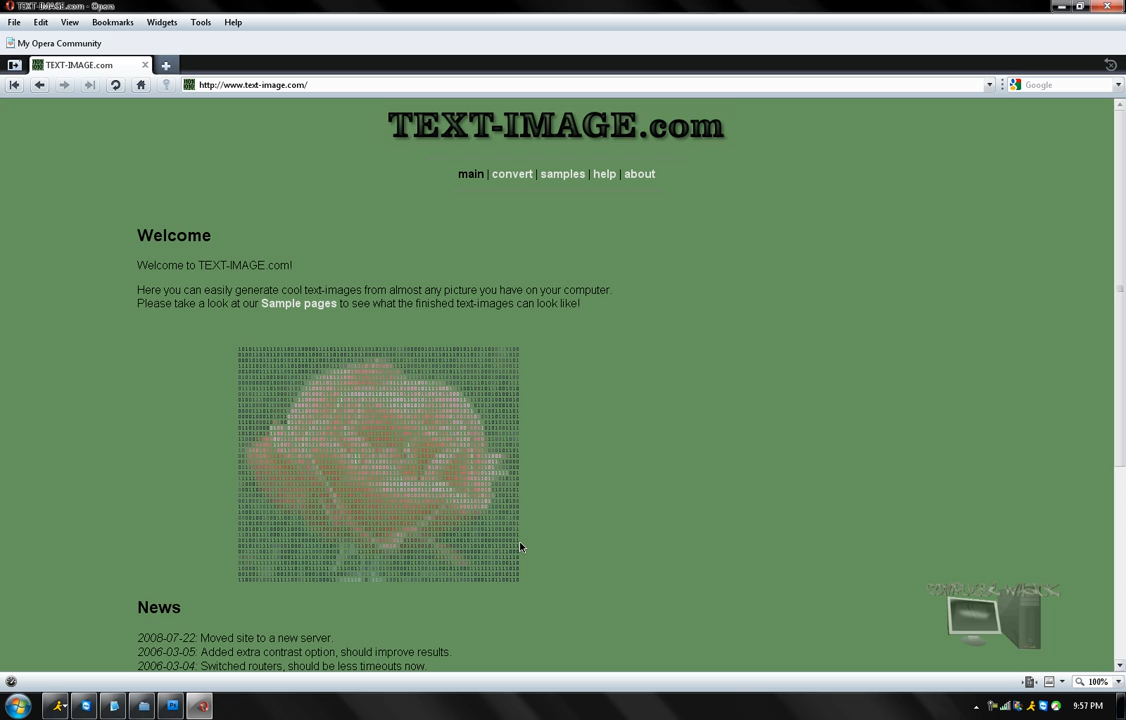 TEXT-IMAGE.com - Opera
File Edit View Bookmarks Widgets Tools Help
My Opera Community
TEXT-IMAGE.com
http://www.text-image.com/
Google
TEXT-IMAGE.com
main | convert | samples | help | about
Welcome
Welcome to TEXT-IMAGE.com!
Here you can easily generate cool text-images from almost any picture you have on your computer.
Please take a look at our Sample pages to see what the finished text-images can look like!
News
2008-07-22: Moved site to a new server.
2006-03-05: Added extra contrast option, should improve results.
2006-03-04: Switched routers, should be less timeouts now.
100%
9:57 PM